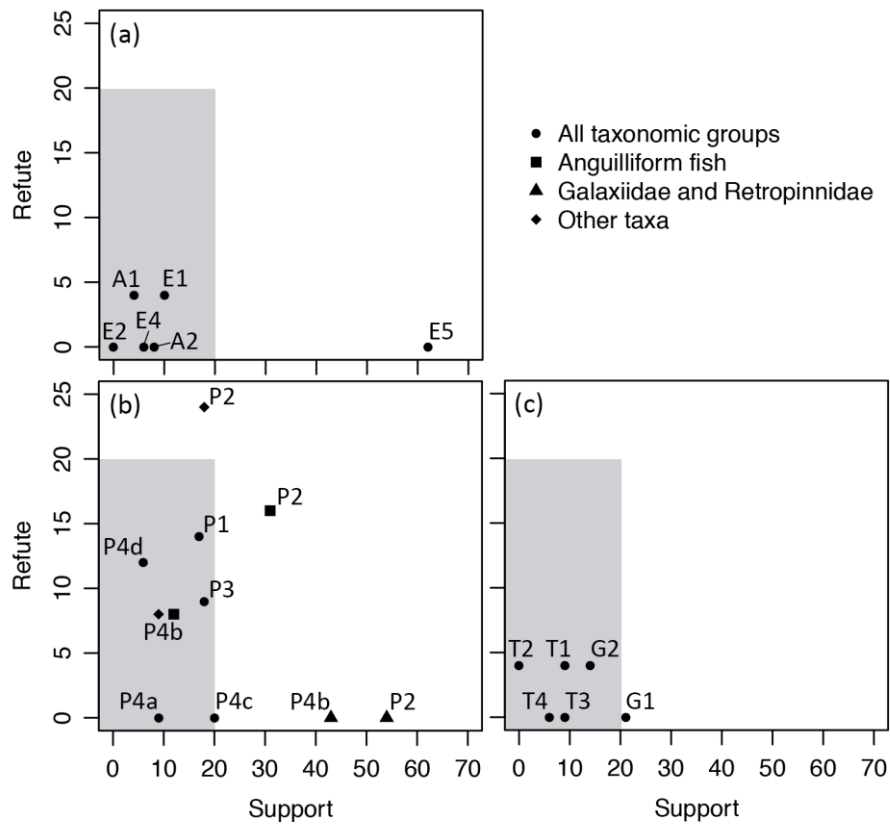 (a)
25
20
15
10
5
0
Refute
A1 E1
E2 E4 A2 E5
All taxonomic groups
Anguilliform fish
Galaxiidae and Retropinnidae
Other taxa
(b)
25
20
15
10
5
0
Refute
P2
P2
P1
P4d
P3
P4b
P4a P4c P4b P2
0 10 20 30 40 50 60 70
Support
(c)
T2 T1 G2
T4 T3 G1
0 10 20 30 40 50 60 70
Support